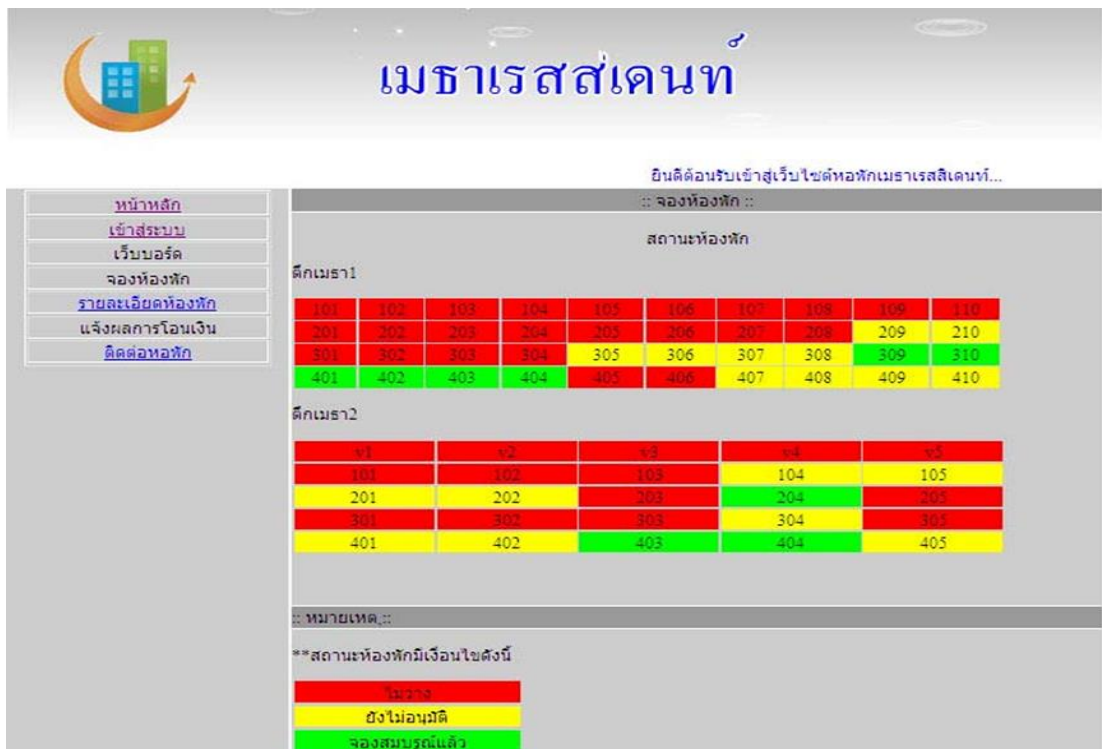 เมธาเรสส่เดนท์
ยินดีต้อนรับเข้าสู่เว็บไซต์หอพักเมธาเรสสิเดนท์...
หน้าหลัก
เข้าสู่ระบบ
เว็บบอร์ด
จองห้องพัก
รายละเอียดห้องพัก
แจ้งผลการโอนเงิน
ติดต่อหอพัก
:: จองห้องพัก ::
สถานะห้องพัก
ตึกเมธา1
101 102 103 104 105 106 107 108 109 110
201 202 203 204 205 206 207 208 209 210
301 302 303 304 305 306 307 308 309 310
401 402 403 404 405 406 407 408 409 410
ตึกเมธา2
v1 v2 v3 v4 v5
101 102 103 104 105
201 202 203 204 205
301 302 303 304 305
401 402 403 404 405
:: หมายเหตุ ::
**สถานะห้องพักมีเงื่อนไขดังนี้
ไม่ว่าง
ยังไม่อนุมัติ
จองสมบรูณ์แล้ว